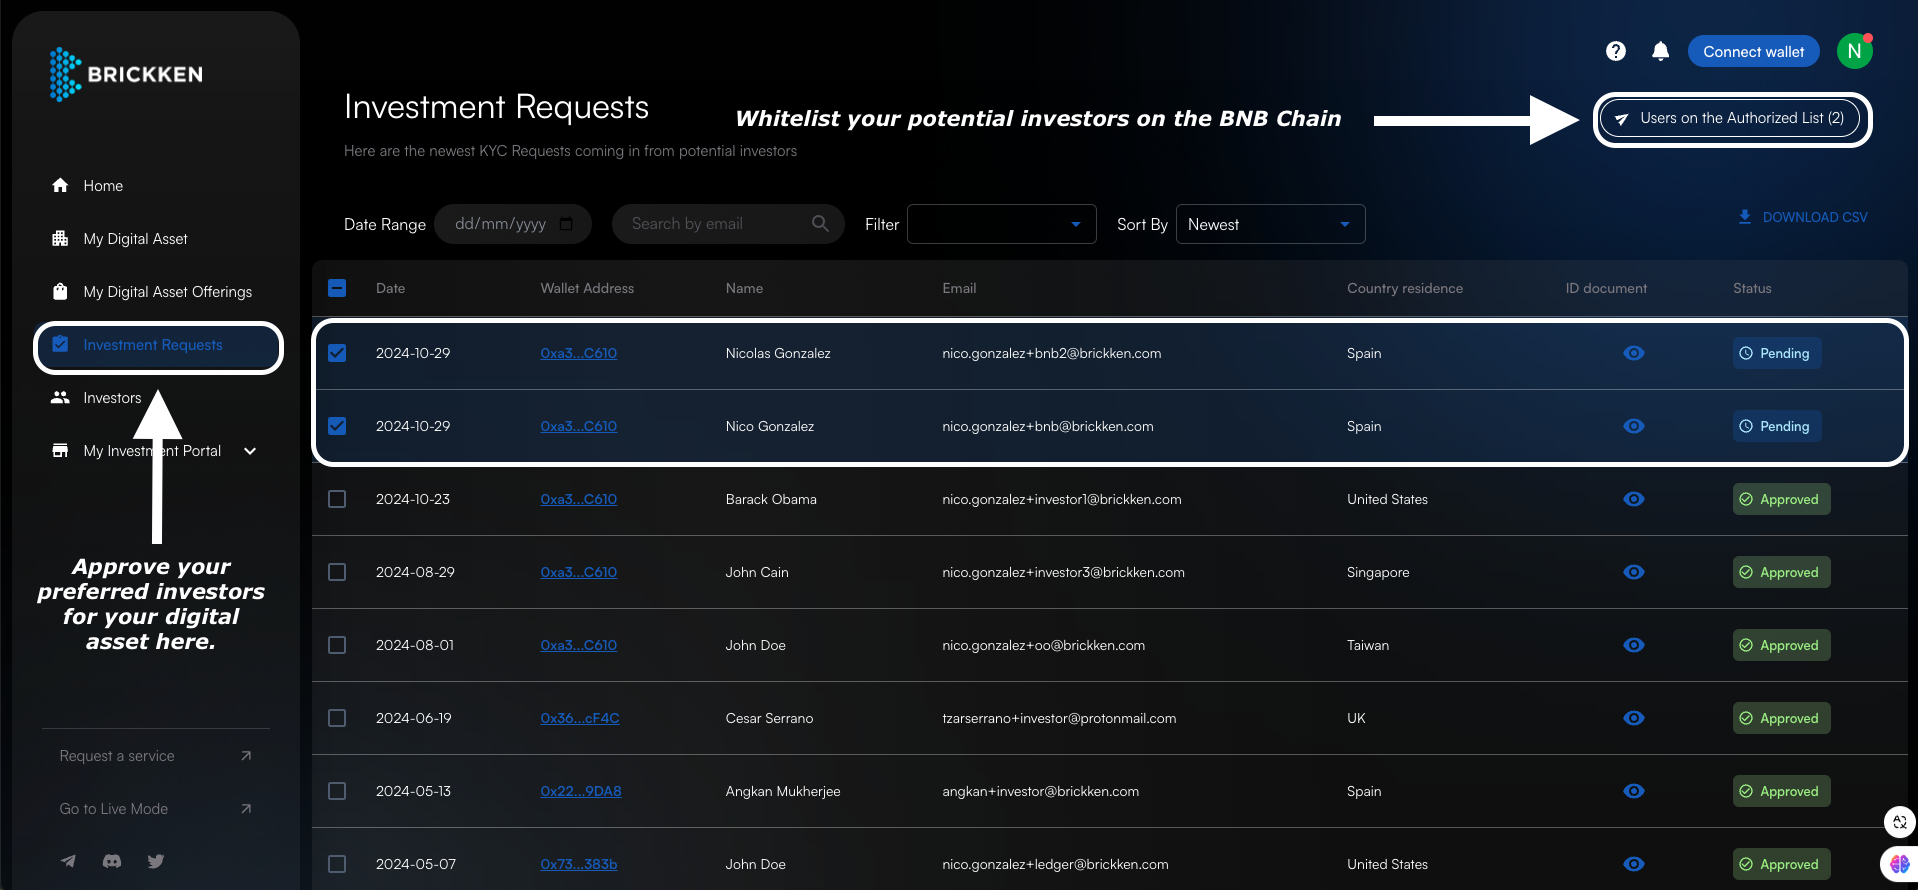 BRICKKEN
Home
My Digital Asset
My Digital Asset Offerings
Investment Requests
Investors
My Investment Portal
Approve your
preferred investors
for your digital
asset here.
Request a service
Go to Live Mode
Connect wallet
N
Investment Requests
Here are the newest KYC Requests coming in from potential investors
Whitelist your potential investors on the BNB Chain
Users on the Authorized List (2)
Date Range dd/mm/yyyy Search by email Filter Sort By Newest
DOWNLOAD CSV
Date Wallet Address Name Email Country residence ID document Status
2024-10-29 0xa3...C610 Nicolas Gonzalez nico.gonzalez+bnb2@brickken.com Spain Pending
2024-10-29 0xa3...C610 Nico Gonzalez nico.gonzalez+bnb@brickken.com Spain Pending
2024-10-23 0xa3...C610 Barack Obama nico.gonzalez+investor1@brickken.com United States Approved
2024-08-29 0xa3...C610 John Cain nico.gonzalez+investor3@brickken.com Singapore Approved
2024-08-01 0xa3...C610 John Doe nico.gonzalez+oo@brickken.com Taiwan Approved
2024-06-19 0x36...cF4C Cesar Serrano tzarserrano+investor@protonmail.com UK Approved
2024-05-13 0x22...9DA8 Angkan Mukherjee angkan+investor@brickken.com Spain Approved
2024-05-07 0x73...383b John Doe nico.gonzalez+ledger@brickken.com United States Approved